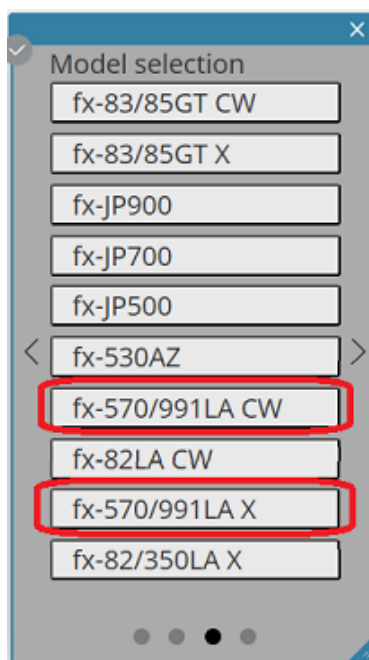 Model selection
fx-83/85GT CW
fx-83/85GT X
fx-JP900
fx-JP700
fx-JP500
fx-530AZ
fx-570/991LA CW
fx-82LA CW
fx-570/991LA X
fx-82/350LA X